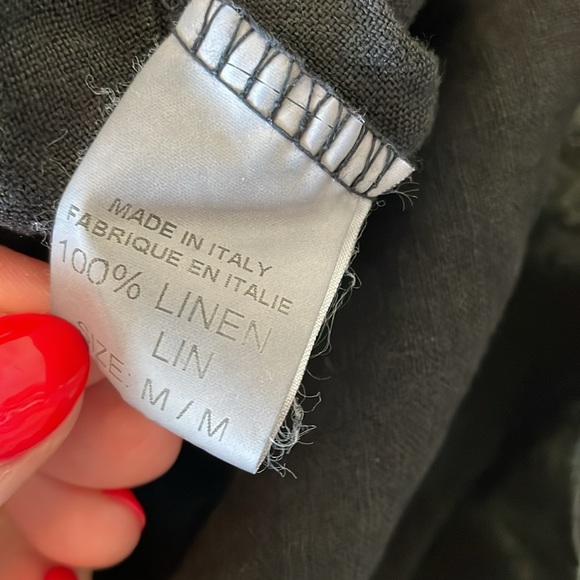 MADE IN ITALY
FABRIQUE EN ITALIE
100% LINEN
LIN
SIZE: M / M